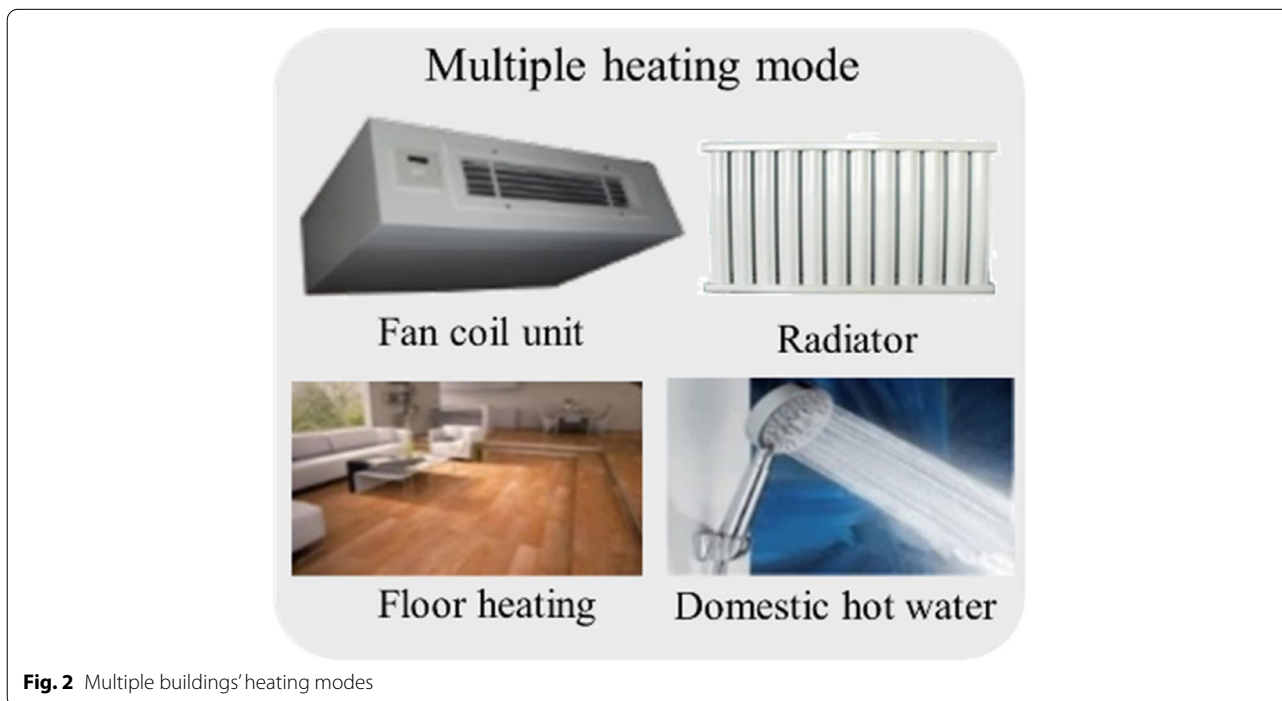 Multiple heating mode
Fan coil unit
Radiator
Floor heating
Domestic hot water
Fig. 2 Multiple buildings' heating modes